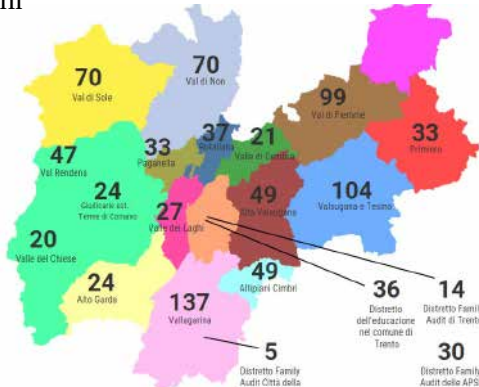 70
Val di Sole
70
Val di Non
99
Val di Fiemme
33
Primiero
37
Rotaliana
21
Valle di Cembra
33
Paganella
47
Val Rendena
24
Giudicarie est.
Terme di Comano
27
Valle dei Laghi
49
Alta Valsugana
104
Valsugana e Tesino
20
Valle del Chiese
24
Alto Garda
137
Vallagarina
49
Altipiani Cimbri
36
Distretto
dell'educazione
nel comune di
Trento
14
Distretto Family
Audit di Trento
5
Distretto Family
Audit Città della
30
Distretto Family
Audit delle APS